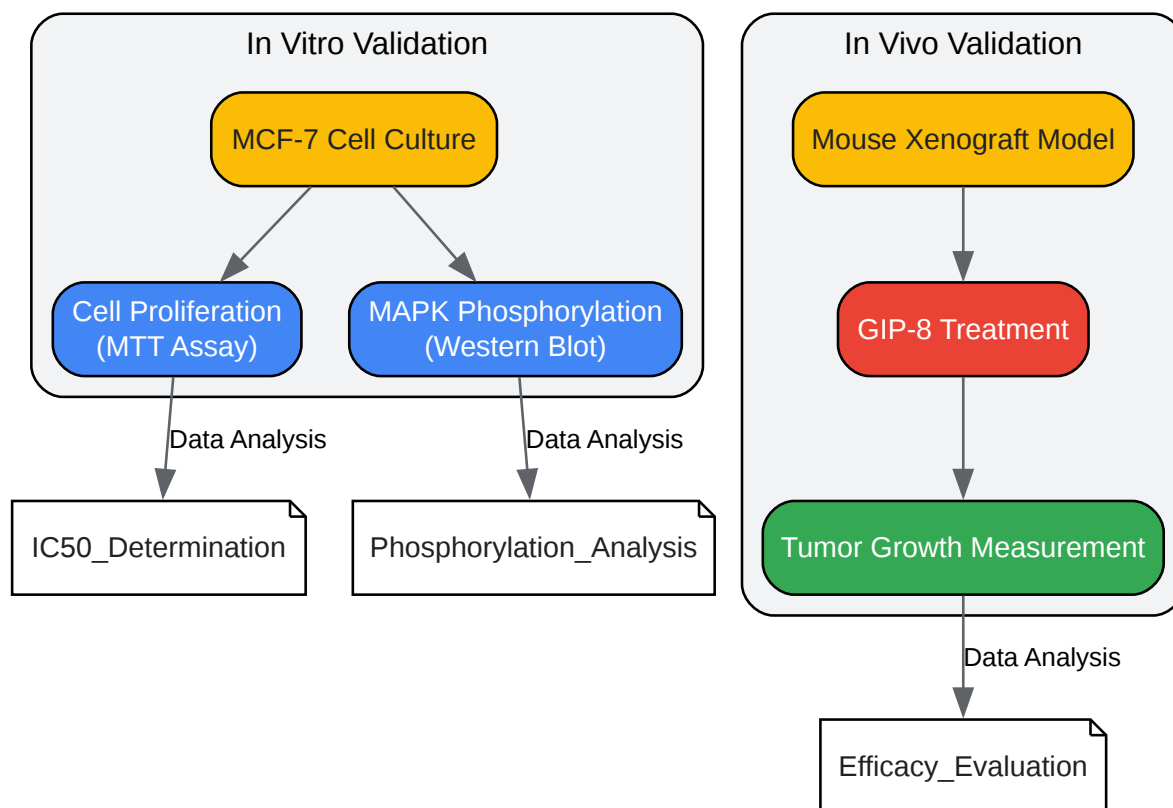 In Vitro Validation
MCF-7 Cell Culture
Cell Proliferation
(MTT Assay)
MAPK Phosphorylation
(Western Blot)
Data Analysis
Data Analysis
IC50_Determination
Phosphorylation_Analysis
In Vivo Validation
Mouse Xenograft Model
GIP-8 Treatment
Tumor Growth Measurement
Data Analysis
Efficacy_Evaluation